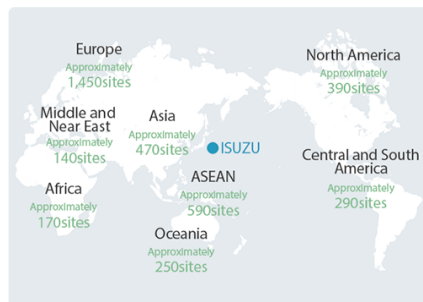 Europe
Approximately
1,450sites
North America
Approximately
390sites
Middle and
Near East
Approximately
140sites
Asia
Approximately
470sites
ISUZU
Central and South
America
Approximately
290sites
ASEAN
Approximately
590sites
Africa
Approximately
170sites
Oceania
Approximately
250sites